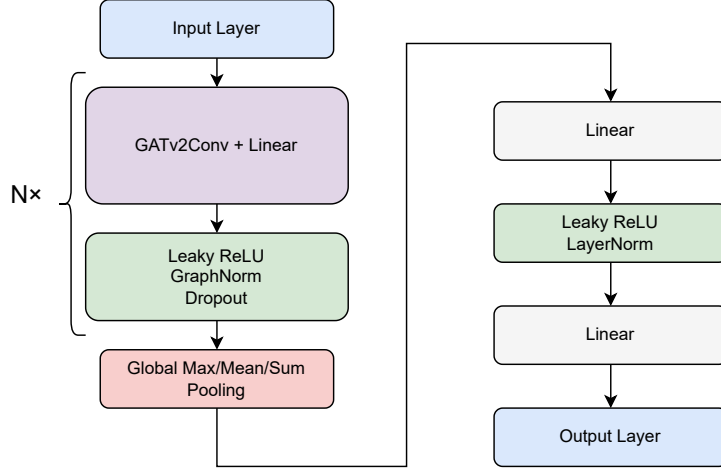 Input Layer
N×
GATv2Conv + Linear
Leaky ReLU
GraphNorm
Dropout
Global Max/Mean/Sum
Pooling
Linear
Leaky ReLU
LayerNorm
Linear
Output Layer